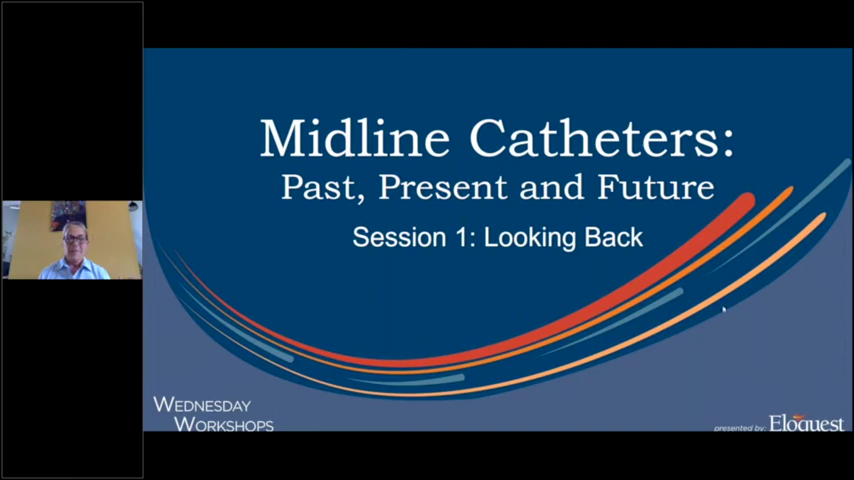 Midline Catheters:
Past, Present and Future
Session 1: Looking Back
WEDNESDAY
WORKSHOPS
presented by: Eloquest